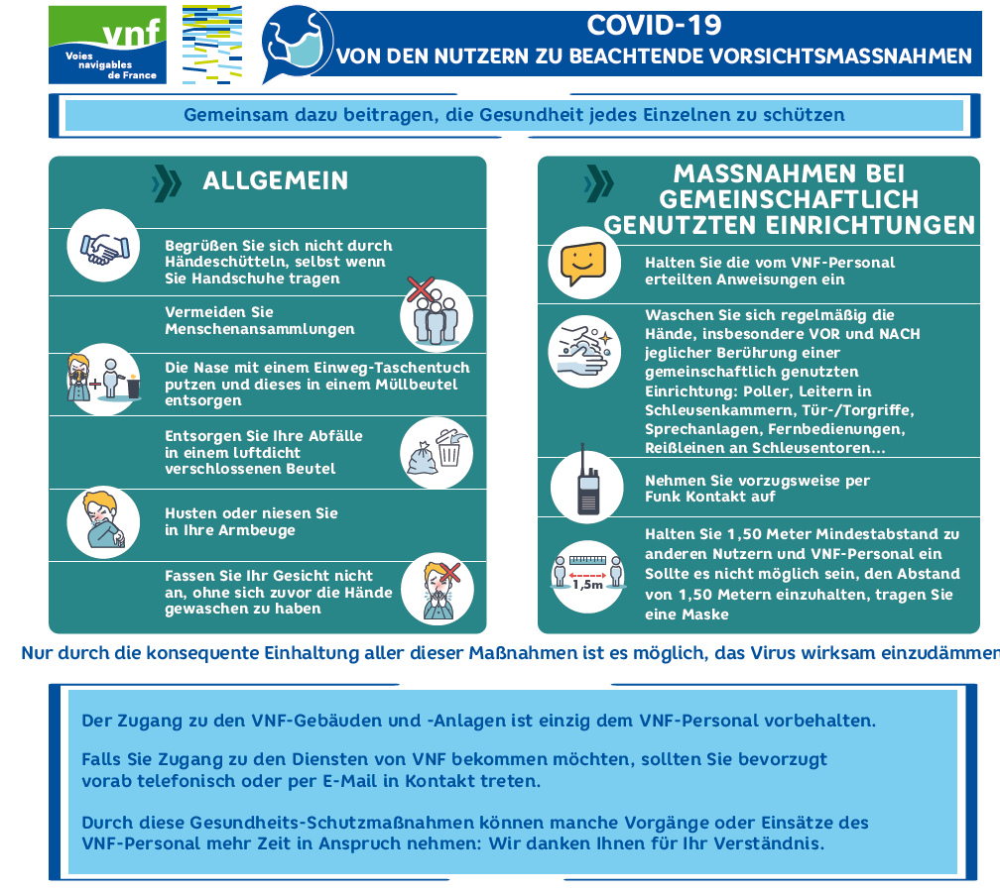 vnf
Voies
navigables
de France
COVID-19
VON DEN NUTZERN ZU BEACHTENDE VORSICHTSMASSNAHMEN
Gemeinsam dazu beitragen, die Gesundheit jedes Einzelnen zu schützen
ALLGEMEIN
Begrüßen Sie sich nicht durch
Händeschütteln, selbst wenn
Sie Handschuhe tragen
Vermeiden Sie
Menschenansammlungen
Die Nase mit einem Einweg-Taschentuch
putzen und dieses in einem Müllbeutel
entsorgen
Entsorgen Sie Ihre Abfälle
in einem luftdicht
verschlossenen Beutel
Husten oder niesen Sie
in Ihre Armbeuge
Fassen Sie Ihr Gesicht nicht
an, ohne sich zuvor die Hände
gewaschen zu haben
MASSNAHMEN BEI
GEMEINSCHAFTLICH
GENUTZTEN EINRICHTUNGEN
Halten Sie die vom VNF-Personal
erteilten Anweisungen ein
Waschen Sie sich regelmäßig die
Hände, insbesondere VOR und NACH
jeglicher Berührung einer
gemeinschaftlich genutzten
Einrichtung: Poller, Leitern in
Schleusenkammern, Tür-/Torgriffe,
Sprechanlagen, Fernbedienungen,
Reißleinen an Schleusentoren...
Nehmen Sie vorzugsweise per
Funk Kontakt auf
1,5m
Halten Sie 1,50 Meter Mindestabstand zu
anderen Nutzern und VNF-Personal ein
Sollte es nicht möglich sein, den Abstand
von 1,50 Metern einzuhalten, tragen Sie
eine Maske
Nur durch die konsequente Einhaltung aller dieser Maßnahmen ist es möglich, das Virus wirksam einzudämmen
Der Zugang zu den VNF-Gebäuden und -Anlagen ist einzig dem VNF-Personal vorbehalten.
Falls Sie Zugang zu den Diensten von VNF bekommen möchten, sollten Sie bevorzugt
vorab telefonisch oder per E-Mail in Kontakt treten.
Durch diese Gesundheits-Schutzmaßnahmen können manche Vorgänge oder Einsätze des
VNF-Personal mehr Zeit in Anspruch nehmen: Wir danken Ihnen für Ihr Verständnis.